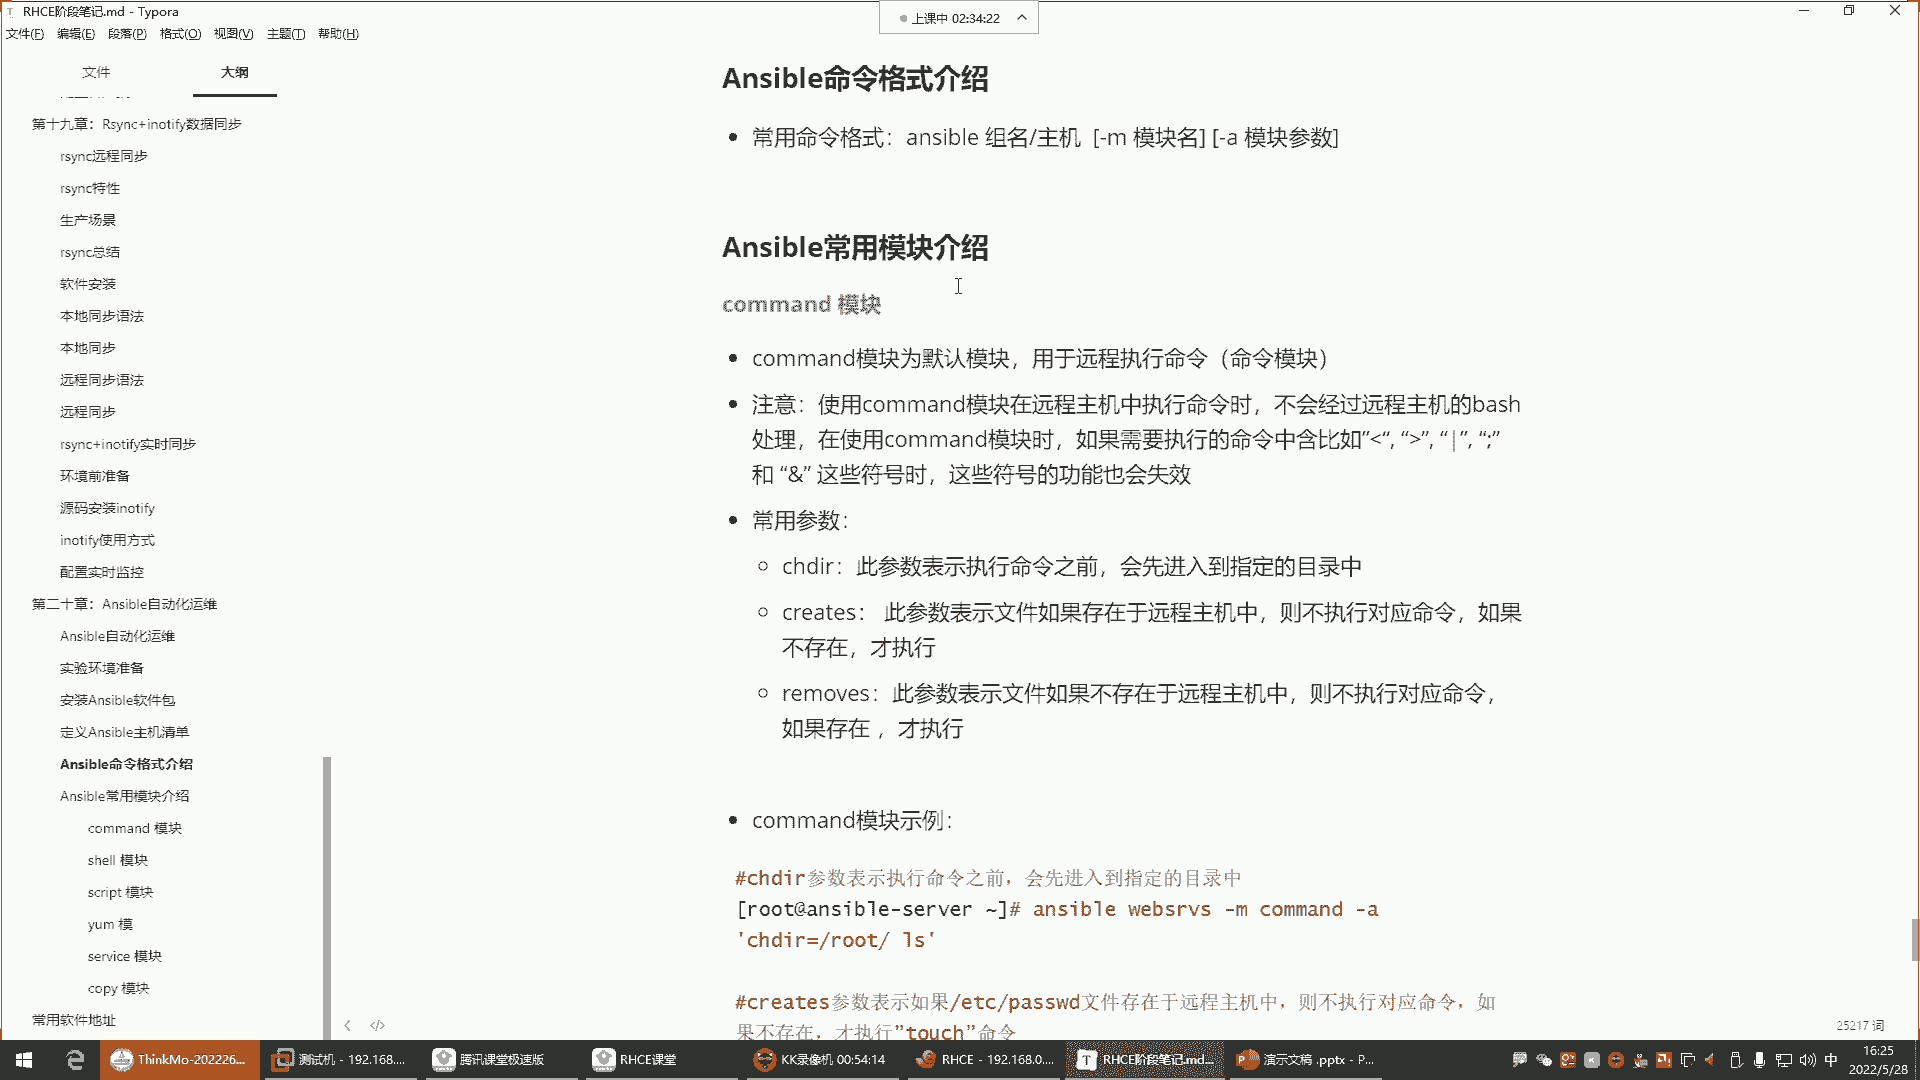 RHCE阶段笔记.md - Typora
上课中 02:34:22
文件(F) 编辑(E) 段落(P) 格式(O) 视图(V) 主题(T) 帮助(H)
文件 大纲
第十九章：Rsync+inotify数据同步
rsync远程同步
rsync特性
生产场景
rsync总结
软件安装
本地同步语法
本地同步
远程同步语法
远程同步
rsync+inotify实时同步
环境前准备
源码安装inotify
inotify使用方式
配置实时监控
第二十章：Ansible自动化运维
Ansible自动化运维
实验环境准备
安装Ansible软件包
定义Ansible主机清单
Ansible命令格式介绍
Ansible常用模块介绍
command 模块
shell 模块
script 模块
yum 模
service 模块
copy 模块
常用软件地址
Ansible命令格式介绍
常用命令格式：ansible 组名/主机 [-m 模块名] [-a 模块参数]
Ansible常用模块介绍
command 模块
command模块为默认模块，用于远程执行命令（命令模块）
注意：使用command模块在远程主机中执行命令时，不会经过远程主机的bash
处理，在使用command模块时，如果需要执行的命令中含比如”<“, “>”, “|”, “;”
和 “&” 这些符号时，这些符号的功能也会失效
常用参数：
chdir：此参数表示执行命令之前，会先进入到指定的目录中
creates： 此参数表示文件如果存在于远程主机中，则不执行对应命令，如果
不存在，才执行
removes：此参数表示文件如果不存在于远程主机中，则不执行对应命令，
如果存在 ，才执行
command模块示例：
#chdir参数表示执行命令之前，会先进入到指定的目录中
[root@ansible-server ~]# ansible websrvs -m command -a
'chdir=/root/ ls'
#creates参数表示如果/etc/passwd文件存在于远程主机中，则不执行对应命令，如
果不存在，才执行"touch"命令
25217 词
ThinkMo-202226... 测试机 - 192.168.... 腾讯课堂极速版 RHCE课堂 KK录像机 00:54:14 RHCE - 192.168.0.... RHCE阶段笔记.md... 演示文稿 .pptx - P...
中
16:25
2022/5/28